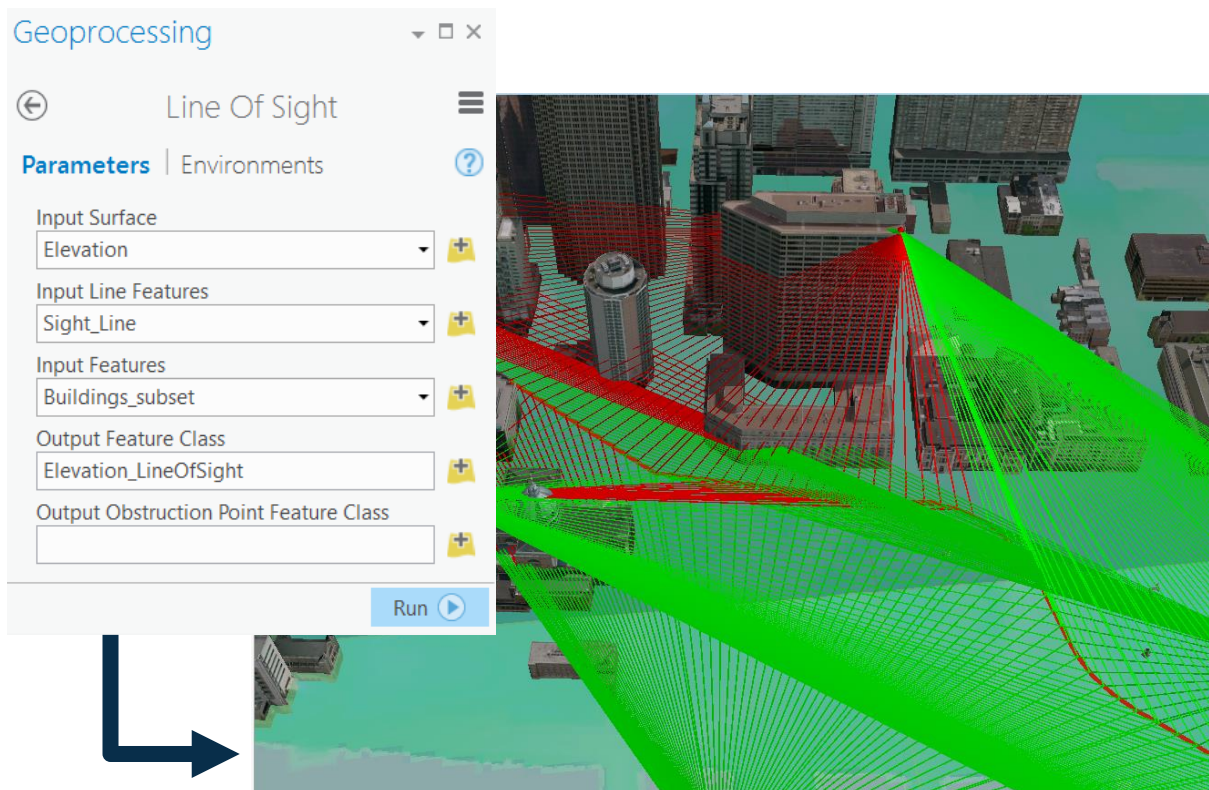 Geoprocessing
Line Of Sight
Parameters | Environments
Input Surface
Elevation
Input Line Features
Sight_Line
Input Features
Buildings_subset
Output Feature Class
Elevation_LineOfSight
Output Obstruction Point Feature Class
Run